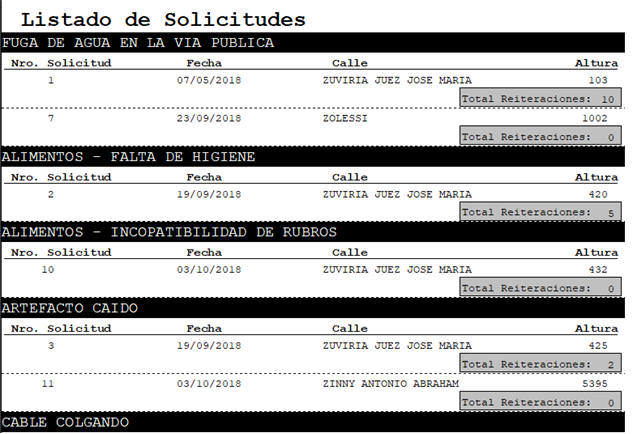 Listado de Solicitudes
FUGA DE AGUA EN LA VIA PUBLICA
Nro. Solicitud Fecha Calle Altura
1 07/05/2018 ZUVIRIA JUEZ JOSE MARIA 103
Total Reiteraciones: 10
7 23/09/2018 ZOLESSI 1002
Total Reiteraciones: 0
ALIMENTOS - FALTA DE HIGIENE
Nro. Solicitud Fecha Calle Altura
2 19/09/2018 ZUVIRIA JUEZ JOSE MARIA 420
Total Reiteraciones: 5
ALIMENTOS - INCOPATIBILIDAD DE RUBROS
Nro. Solicitud Fecha Calle Altura
10 03/10/2018 ZUVIRIA JUEZ JOSE MARIA 432
Total Reiteraciones: 0
ARTEFACTO CAIDO
Nro. Solicitud Fecha Calle Altura
3 19/09/2018 ZUVIRIA JUEZ JOSE MARIA 425
Total Reiteraciones: 2
11 03/10/2018 ZINNY ANTONIO ABRAHAM 5395
Total Reiteraciones: 0
CABLE COLGANDO